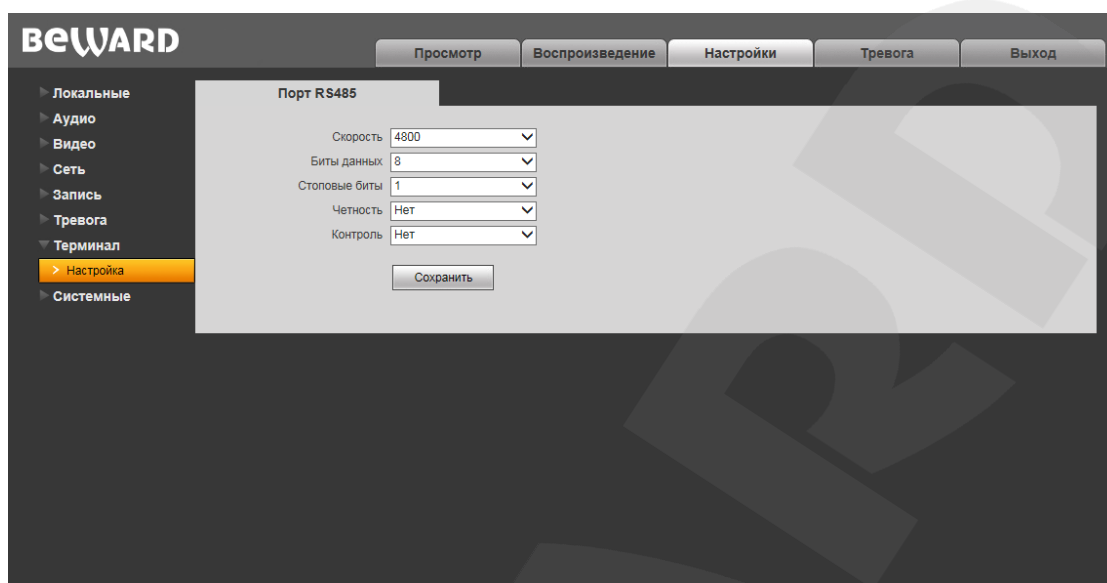 BEWARD
Просмотр Воспроизведение Настройки Тревога Выход
Локальные
Аудио
Видео
Сеть
Запись
Тревога
Терминал
> Настройка
Системные
Порт RS485
Скорость 4800
Биты данных 8
Стоповые биты 1
Четность Нет
Контроль Нет
Сохранить